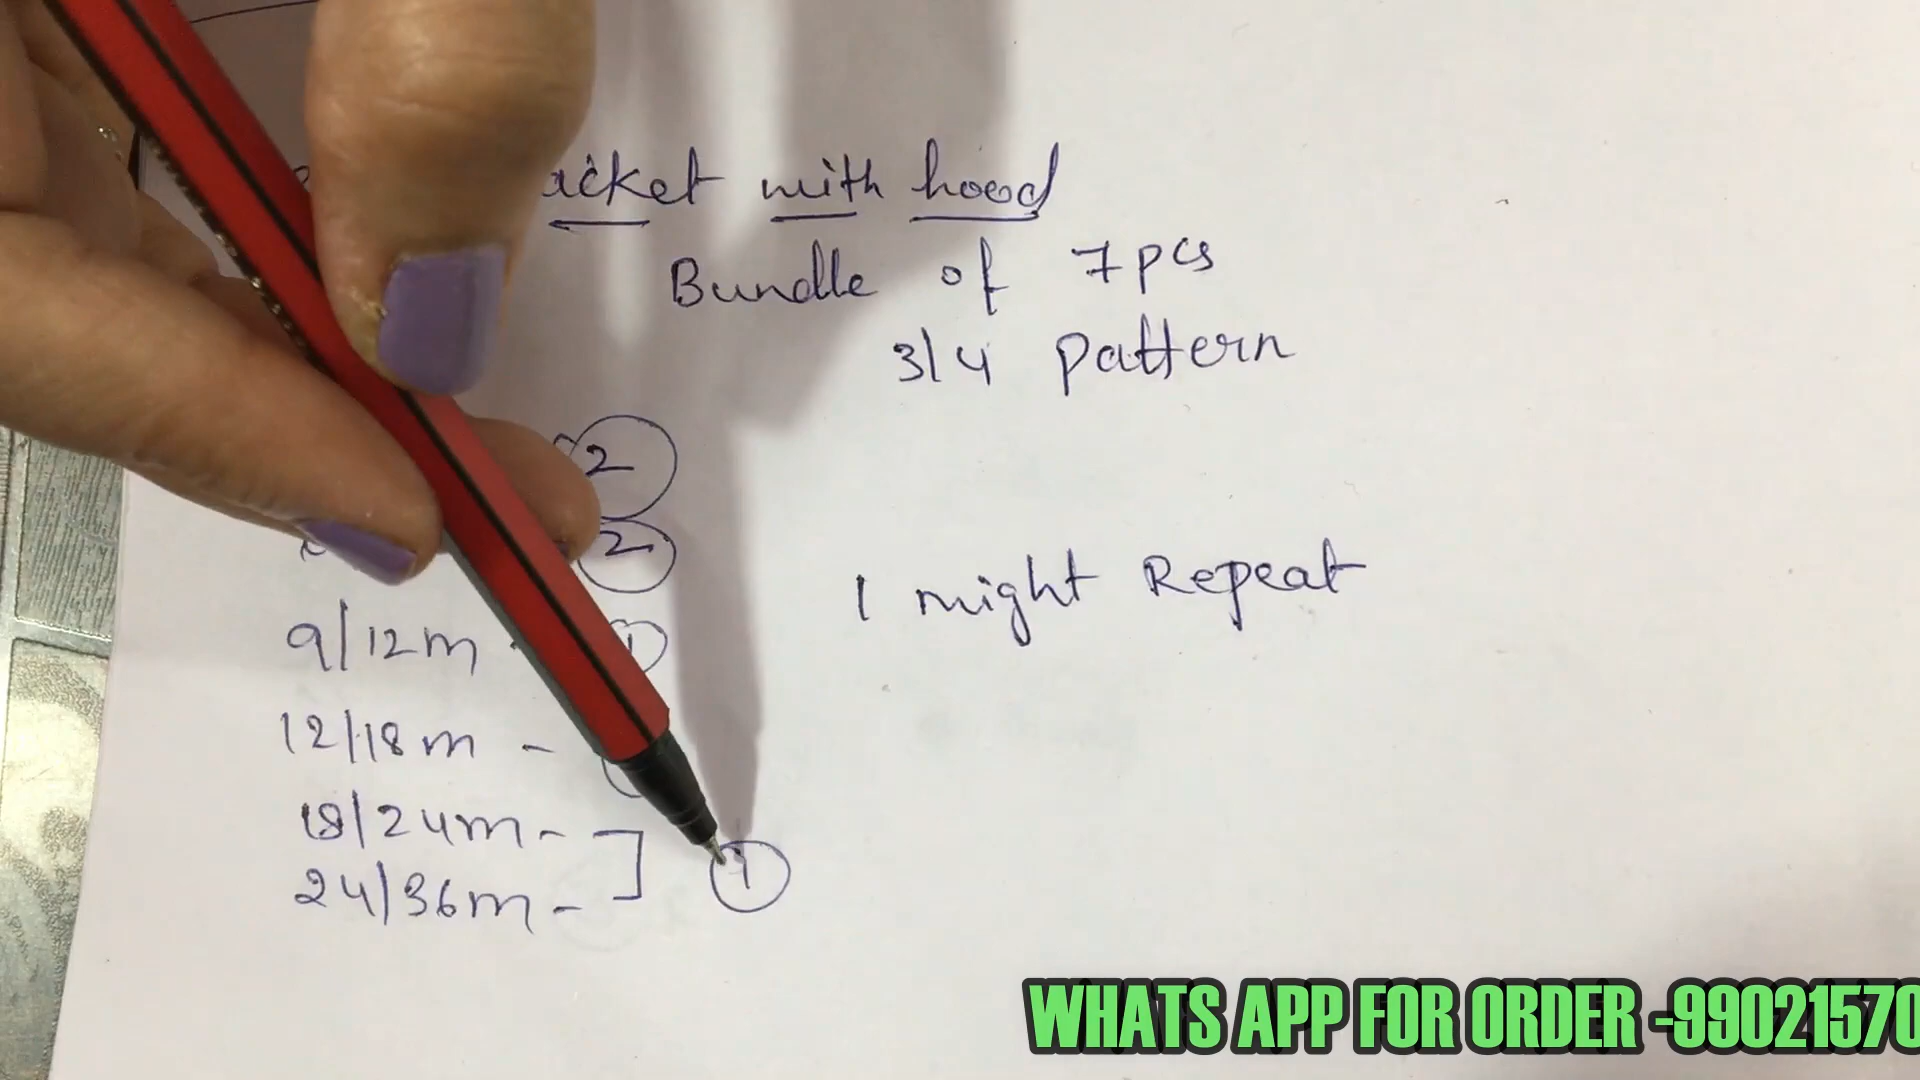 with hood
Bundle of 7pcs
3/4 pattern
2
2
9/12m - 1
1 might Repeat
12/18m -
18/24m -
24/36m - 1
WHATS APP FOR ORDER -99021570